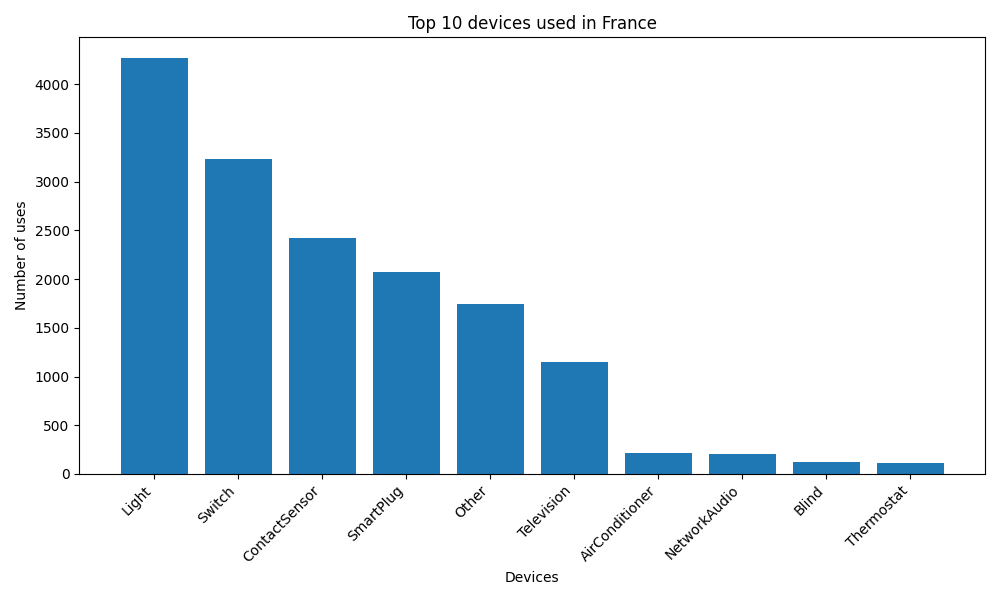 Top 10 devices used in France
Number of uses
4000
3500
3000
2500
2000
1500
1000
500
0
Light
Switch
ContactSensor
SmartPlug
Other
Television
AirConditioner
NetworkAudio
Blind
Thermostat
Devices